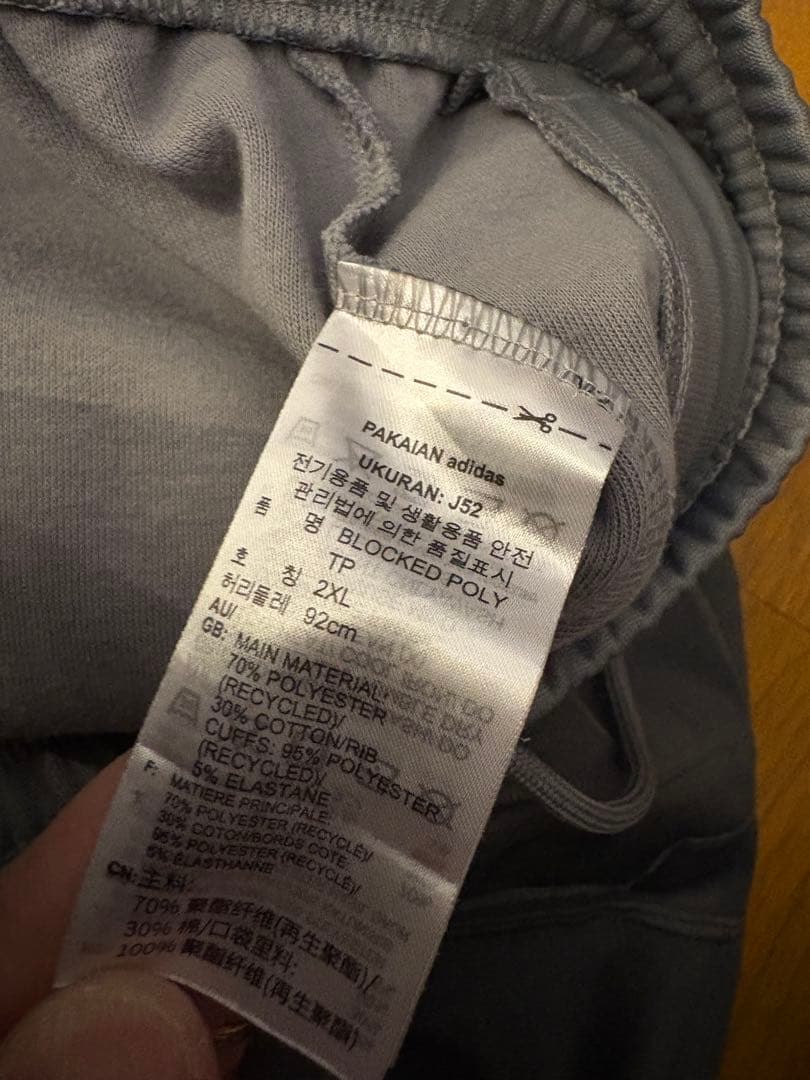 PAKAIAN adidas
UKURAN: J52
전기용품 및 생활용품 안전
관리법에 의한 품질표시
품 명 BLOCKED POLY
TP
호 칭 2XL
허리둘레 92cm
AU/
GB: MAIN MATERIAL:
70% POLYESTER
(RECYCLED)/
30% COTTON/RIB
CUFFS: 95% POLYESTER
(RECYCLED)/
5% ELASTANE
F: MATIERE PRINCIPALE:
70% POLYESTER (RECYCLÉ)/
30% COTON/BORDS COTE:
95% POLYESTER (RECYCLÉ)/
5% ÉLASTHANNE
CN: 主料:
70% 聚酯纤维(再生聚酯)/
30% 棉/口袋里料:
100% 聚酯纤维(再生聚酯)